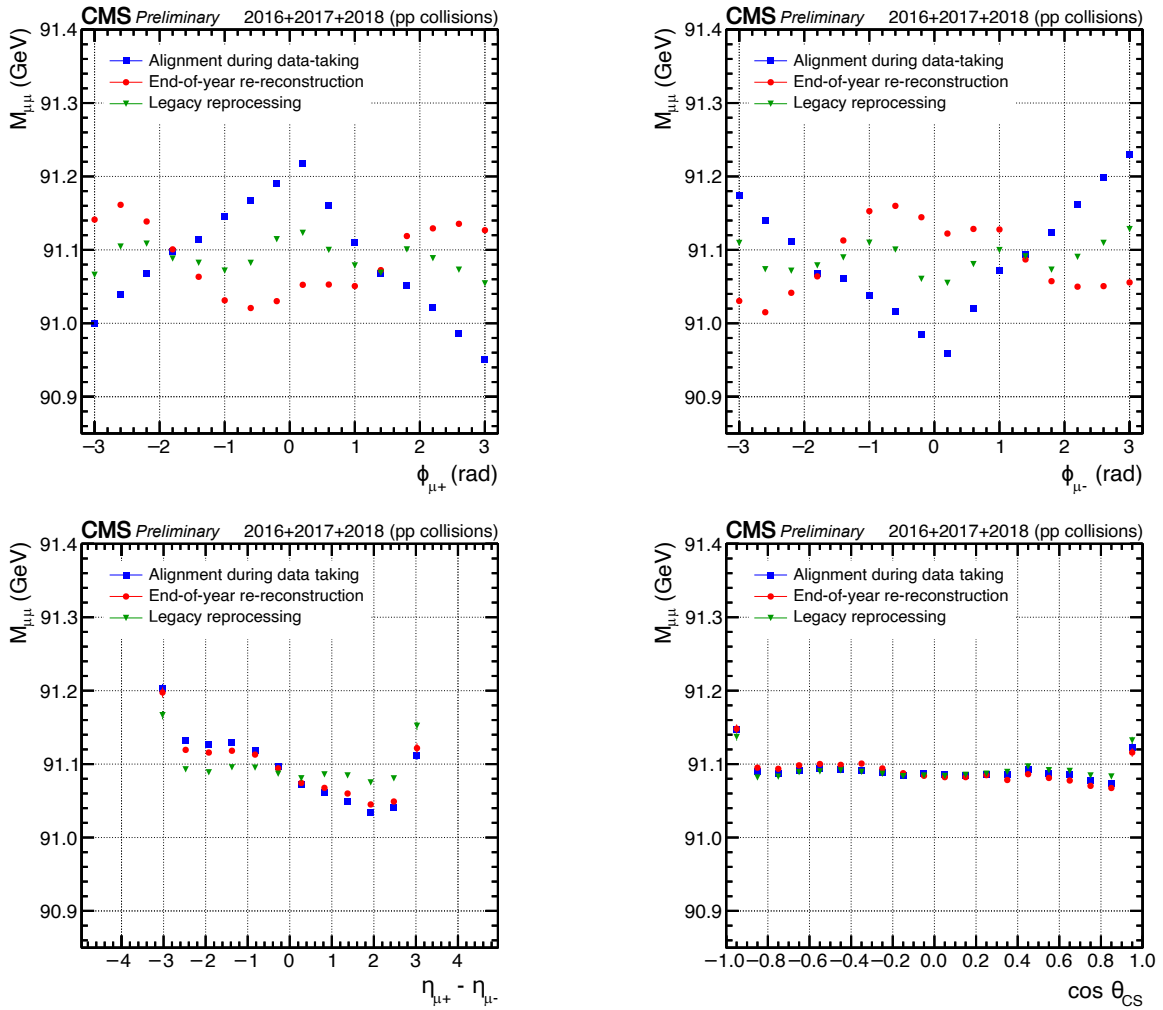 CMS Preliminary 2016+2017+2018 (pp collisions)
M_μμ (GeV)
91.4
91.3
91.2
91.1
91.0
90.9
Alignment during data-taking
End-of-year re-reconstruction
Legacy reprocessing
−3 −2 −1 0 1 2 3
ϕ_μ+ (rad)
CMS Preliminary 2016+2017+2018 (pp collisions)
M_μμ (GeV)
91.4
91.3
91.2
91.1
91.0
90.9
Alignment during data-taking
End-of-year re-reconstruction
Legacy reprocessing
−3 −2 −1 0 1 2 3
ϕ_μ- (rad)
CMS Preliminary 2016+2017+2018 (pp collisions)
M_μμ (GeV)
91.4
91.3
91.2
91.1
91.0
90.9
Alignment during data taking
End-of-year re-reconstruction
Legacy reprocessing
−4 −3 −2 −1 0 1 2 3 4
η_μ+ - η_μ-
CMS Preliminary 2016+2017+2018 (pp collisions)
M_μμ (GeV)
91.4
91.3
91.2
91.1
91.0
90.9
Alignment during data taking
End-of-year re-reconstruction
Legacy reprocessing
−1.0 −0.8 −0.6 −0.4 −0.2 0.0 0.2 0.4 0.6 0.8 1.0
cos θ_CS